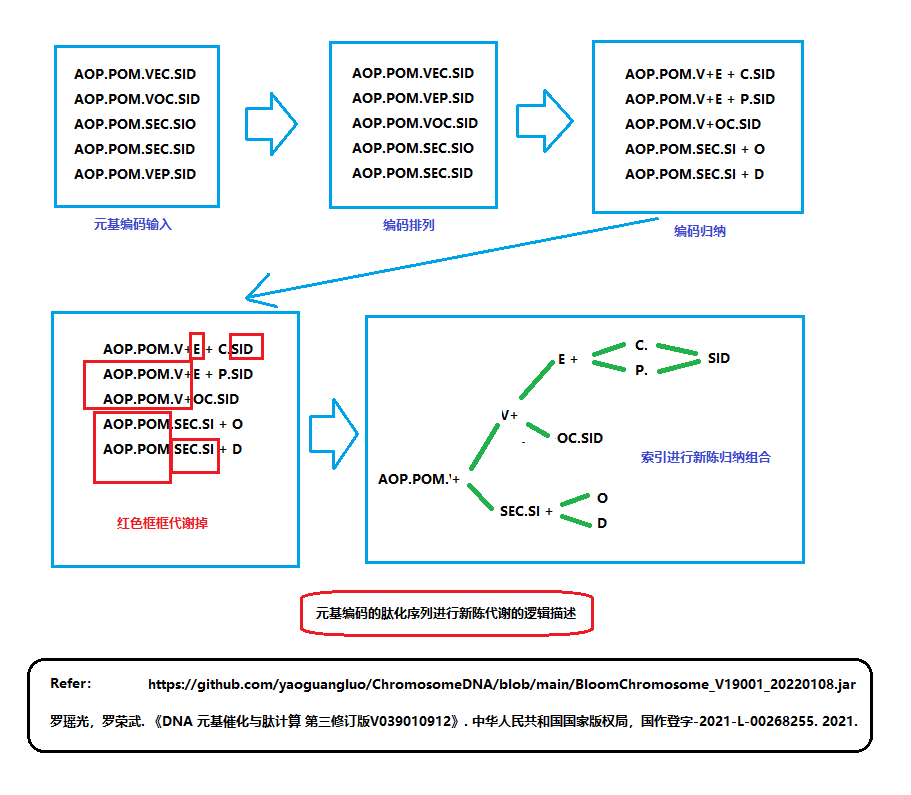 AOP.POM.VEC.SID
AOP.POM.VOC.SID
AOP.POM.SEC.SIO
AOP.POM.SEC.SID
AOP.POM.VEP.SID
元基编码输入
AOP.POM.VEC.SID
AOP.POM.VEP.SID
AOP.POM.VOC.SID
AOP.POM.SEC.SIO
AOP.POM.SEC.SID
编码排列
AOP.POM.V+E + C.SID
AOP.POM.V+E + P.SID
AOP.POM.V+OC.SID
AOP.POM.SEC.SI + O
AOP.POM.SEC.SI + D
编码归纳
AOP.POM.V+E + C.SID
AOP.POM.V+E + P.SID
AOP.POM.V+OC.SID
AOP.POM.SEC.SI + O
AOP.POM.SEC.SI + D
红色框框代谢掉
C.
E +
SID
P.
V+
OC.SID
索引进行新陈归纳组合
AOP.POM.'+
SEC.SI +
O
D
元基编码的肽化序列进行新陈代谢的逻辑描述
Refer: https://github.com/yaoguangluo/ChromosomeDNA/blob/main/BloomChromosome_V19001_20220108.jar
罗瑶光，罗荣武. 《DNA 元基催化与肽计算 第三修订版V039010912》. 中华人民共和国国家版权局，国作登字-2021-L-00268255. 2021.